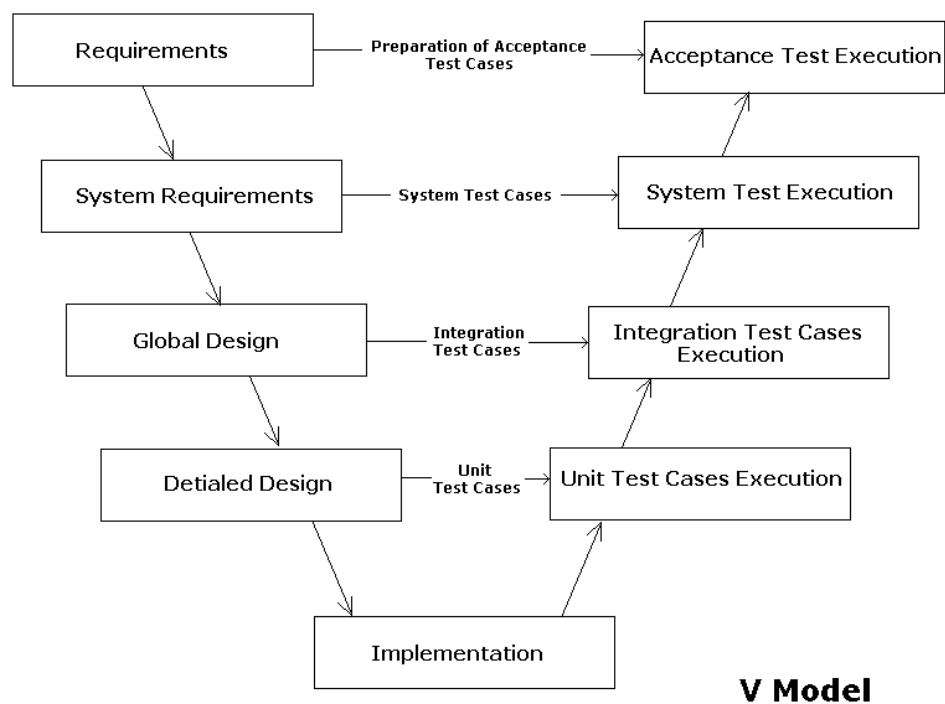 Requirements
Preparation of Acceptance
Test Cases
Acceptance Test Execution
System Requirements
System Test Cases
System Test Execution
Global Design
Integration
Test Cases
Integration Test Cases
Execution
Detialed Design
Unit
Test Cases
Unit Test Cases Execution
Implementation
V Model